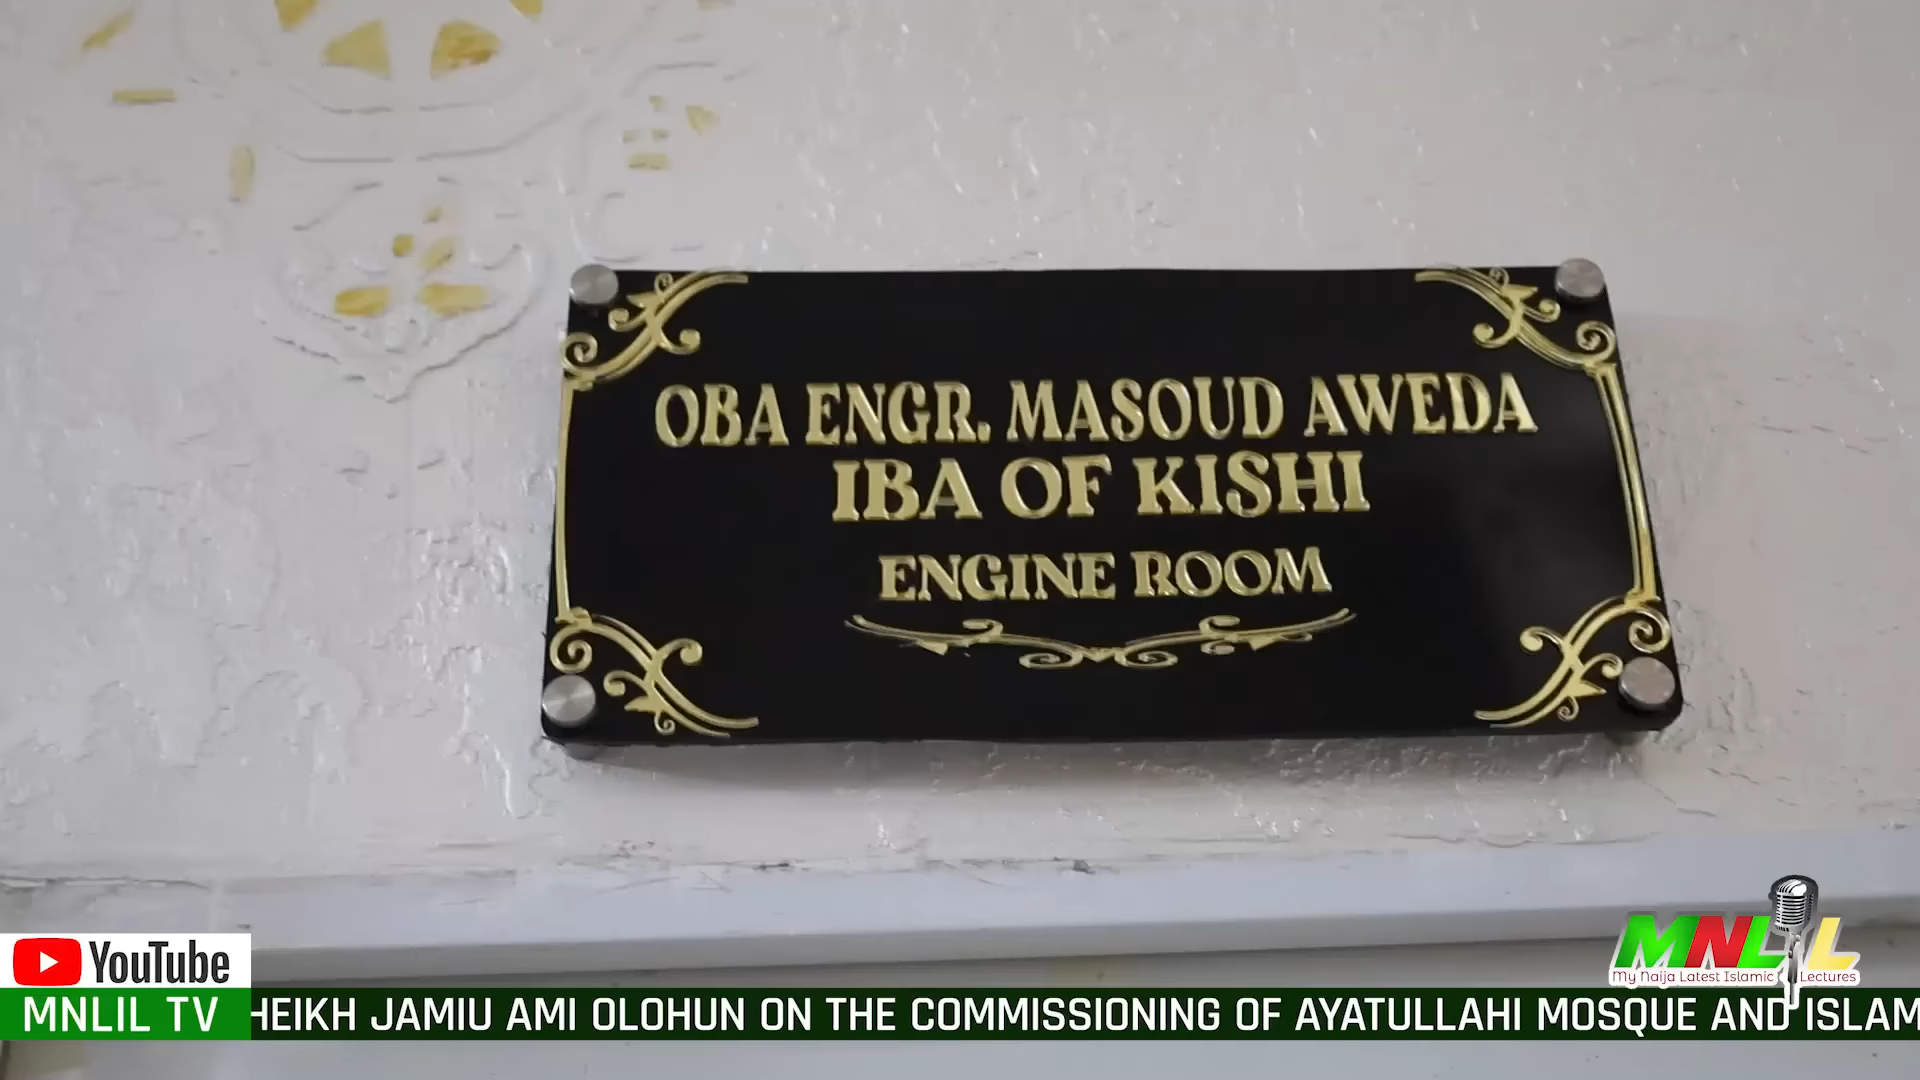 OBA ENGR. MASOUD AWEDA
IBA OF KISHI
ENGINE ROOM
MNLIL
My Naija Latest Islamic Lectures
YouTube
MNLIL TV
HEIKH JAMIU AMI OLOHUN ON THE COMMISSIONING OF AYATULLAHI MOSQUE AND ISLAM